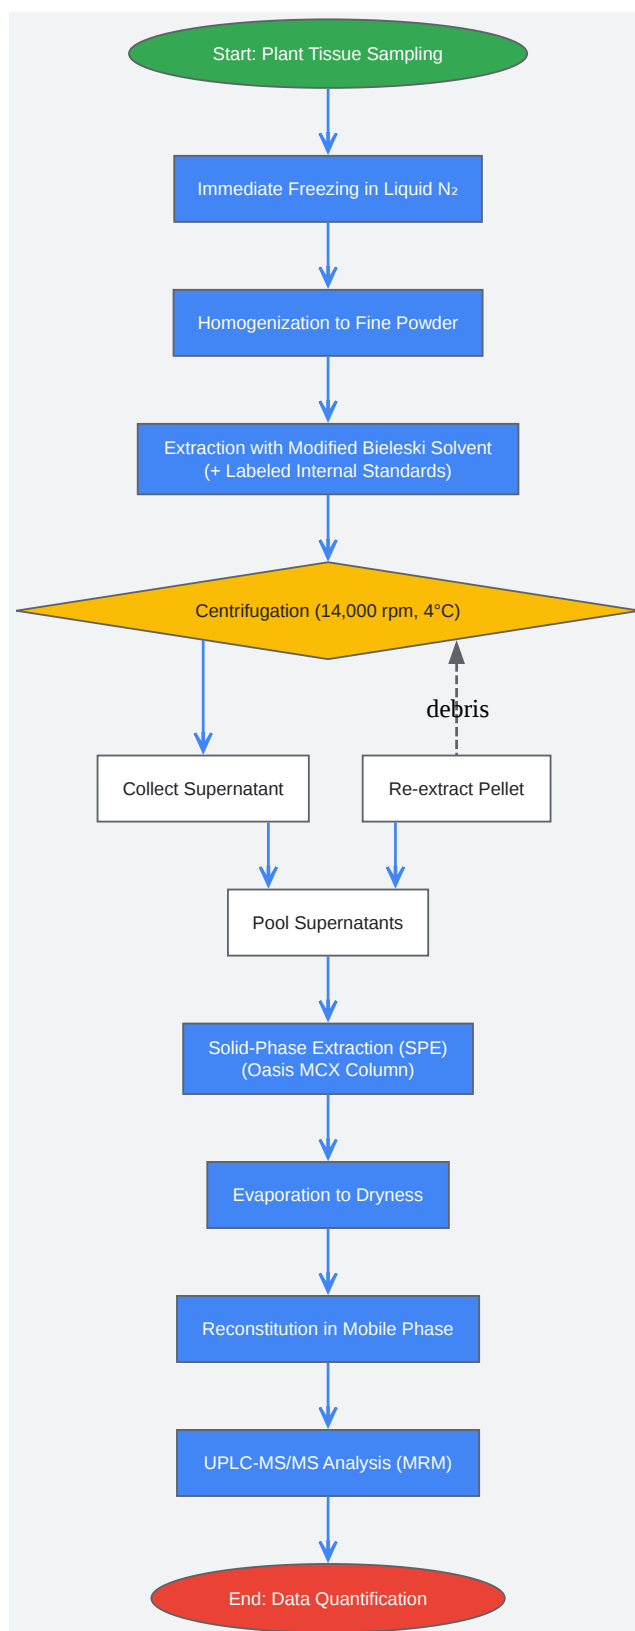 Start: Plant Tissue Sampling
Immediate Freezing in Liquid N₂
Homogenization to Fine Powder
Extraction with Modified Bieleski Solvent
(+ Labeled Internal Standards)
Centrifugation (14,000 rpm, 4°C)
debris
Collect Supernatant
Re-extract Pellet
Pool Supernatants
Solid-Phase Extraction (SPE)
(Oasis MCX Column)
Evaporation to Dryness
Reconstitution in Mobile Phase
UPLC-MS/MS Analysis (MRM)
End: Data Quantification